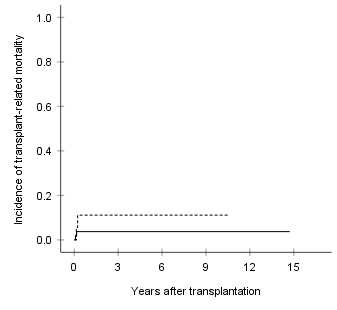 Incidence of transplant-related mortality
1.0
0.8
0.6
0.4
0.2
0.0
0 3 6 9 12 15
Years after transplantation